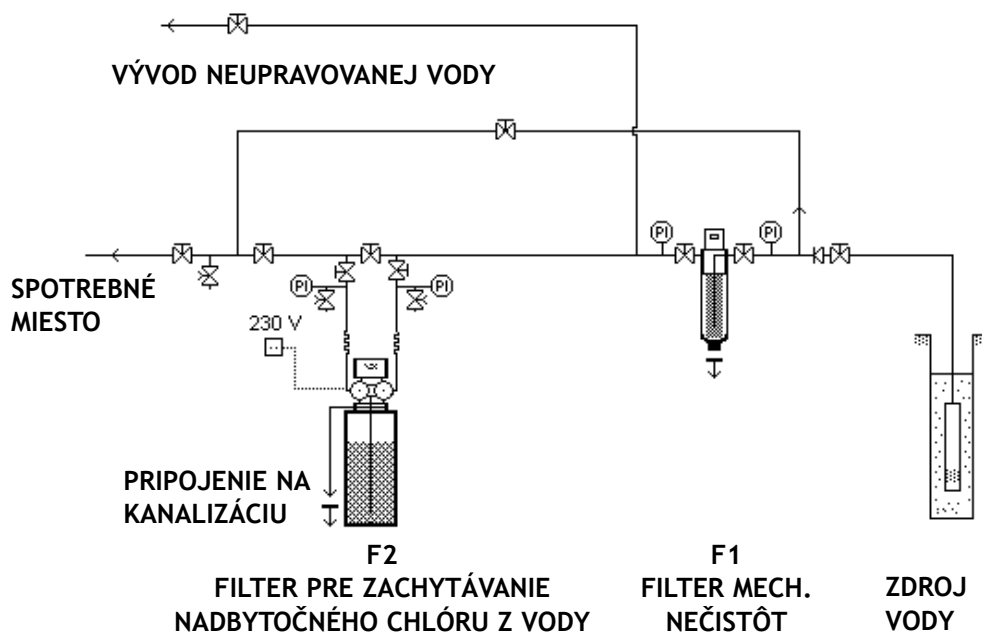 VÝVOD NEUPRAVOVANEJ VODY
PI
PI
SPOTREBNÉ
MIESTO
PI
PI
230 V
PRIPOJENIE NA
KANALIZÁCIU
F2
FILTER PRE ZACHYTÁVANIE
NADBYTOČNÉHO CHLÓRU Z VODY
F1
FILTER MECH.
NEČISTÔT
ZDROJ
VODY